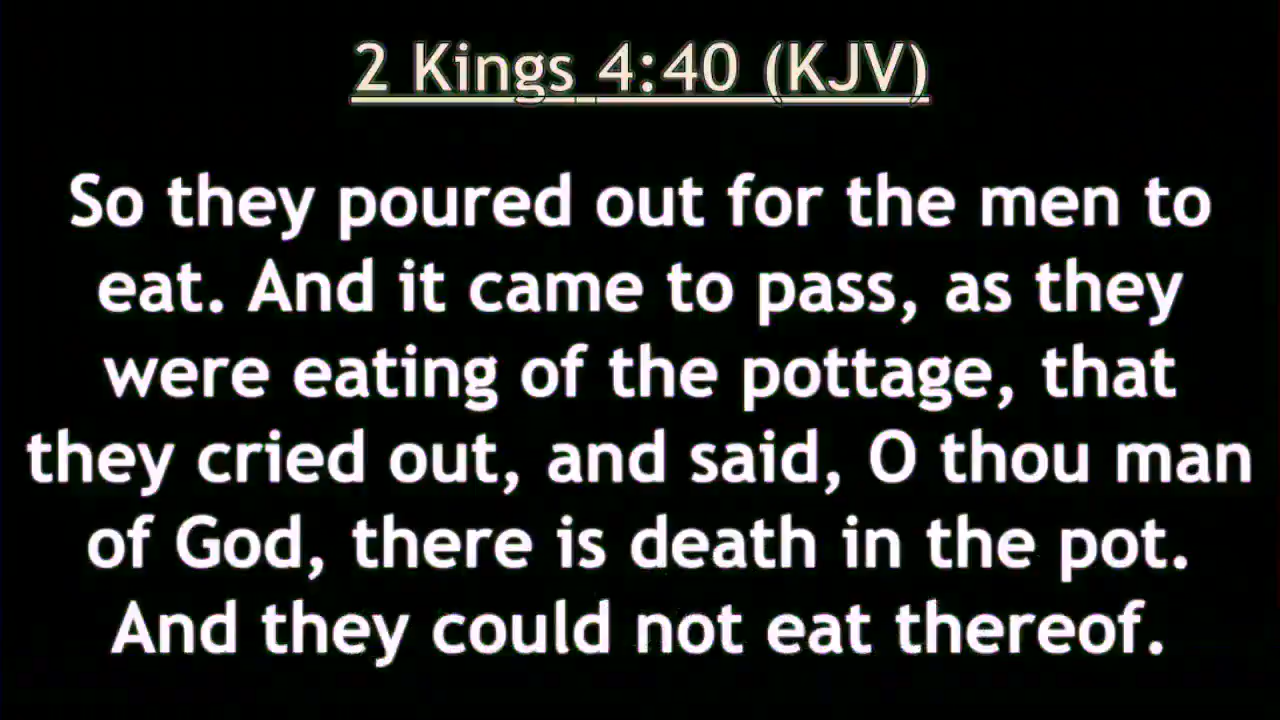 2 Kings 4:40 (KJV)
So they poured out for the men to
eat. And it came to pass, as they
were eating of the pottage, that
they cried out, and said, O thou man
of God, there is death in the pot.
And they could not eat thereof.